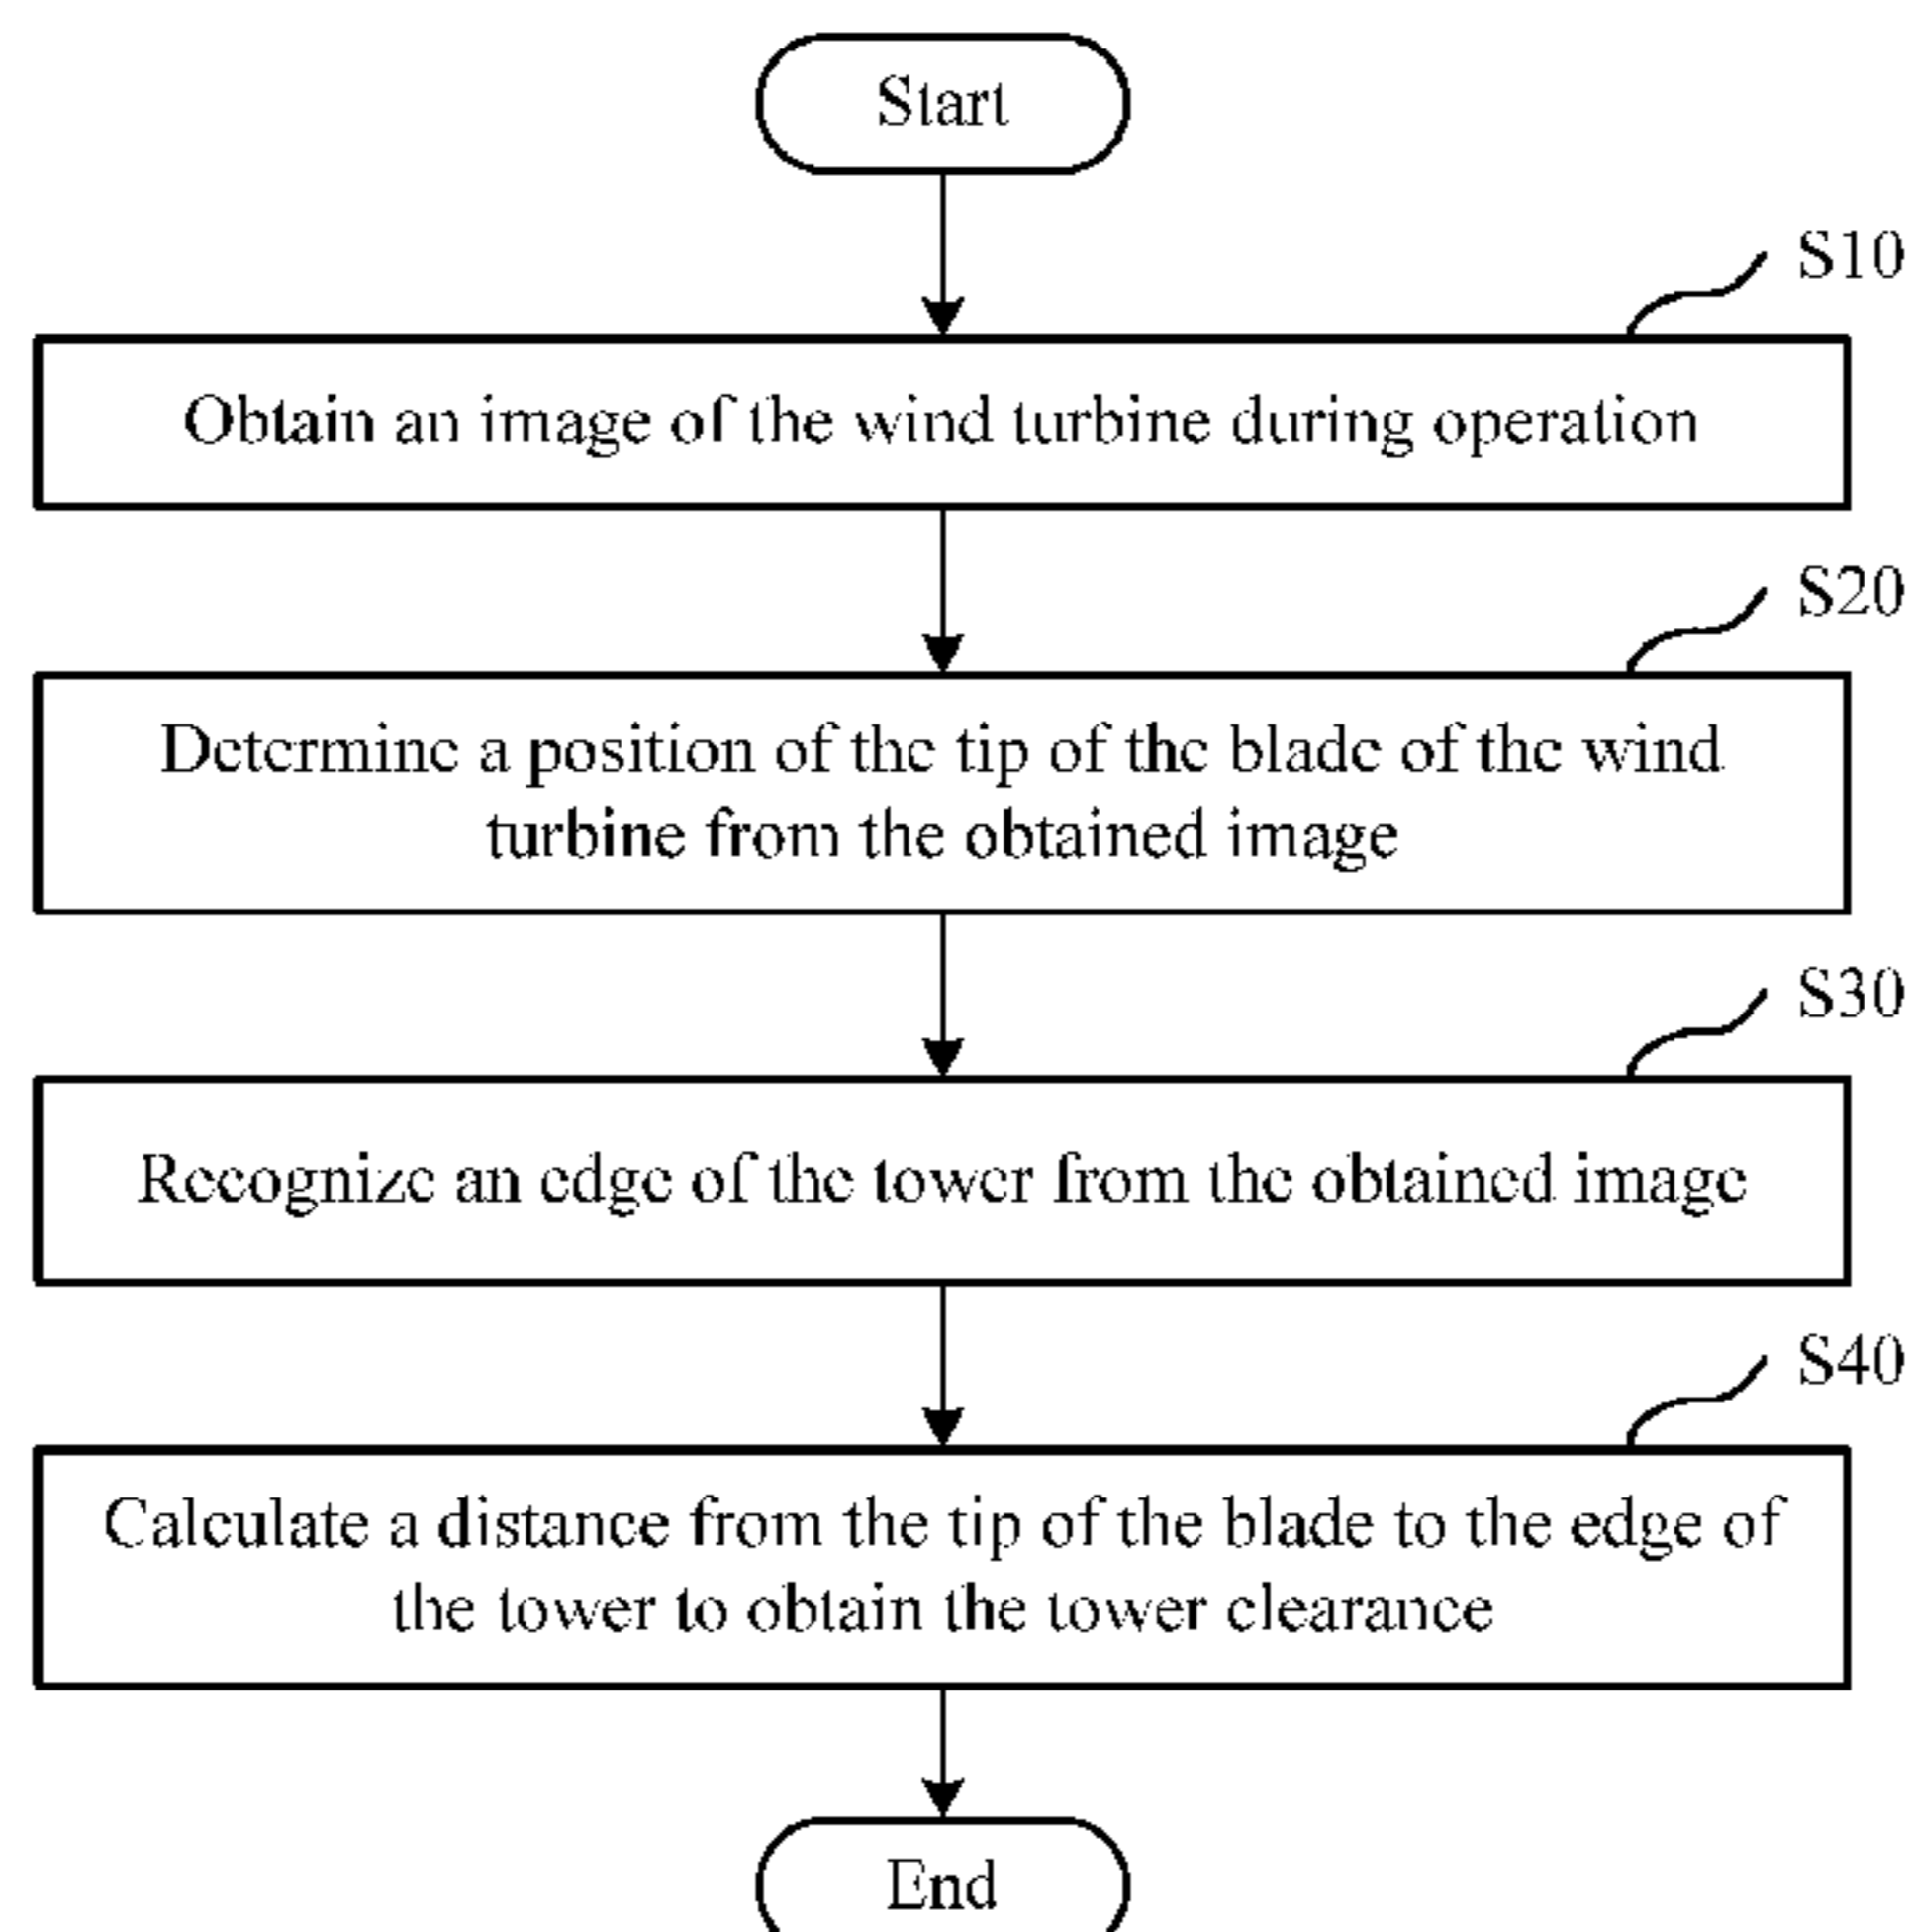 Start
S10
Obtain an image of the wind turbine during operation
S20
Determine a position of the tip of the blade of the wind
turbine from the obtained image
S30
Recognize an edge of the tower from the obtained image
S40
Calculate a distance from the tip of the blade to the edge of
the tower to obtain the tower clearance
End